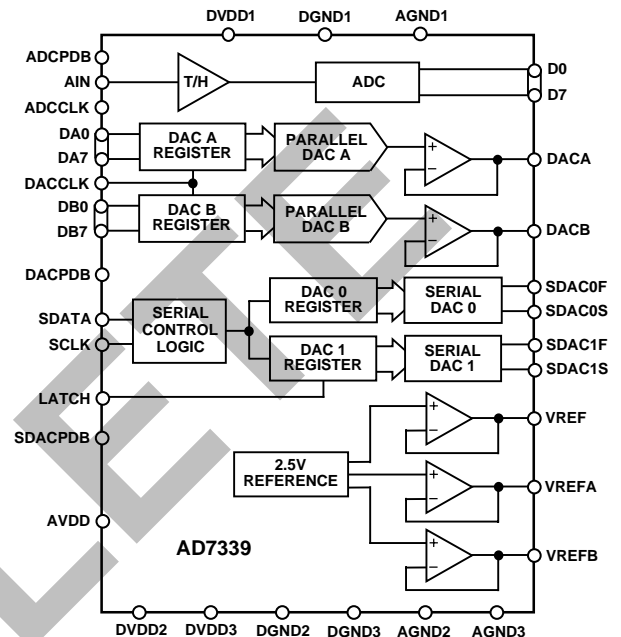 DVDD1 DGND1 AGND1
ADCPDB
AIN
ADCCLK
T/H
ADC
D0
D7
DA0
DA7
DAC A
REGISTER
PARALLEL
DAC A
+
−
DACA
DACCLK
DB0
DB7
DAC B
REGISTER
PARALLEL
DAC B
+
−
DACB
DACPDB
SDATA
SCLK
SERIAL
CONTROL
LOGIC
DAC 0
REGISTER
SERIAL
DAC 0
SDAC0F
SDAC0S
DAC 1
REGISTER
SERIAL
DAC 1
SDAC1F
SDAC1S
LATCH
SDACPDB
+
−
VREF
2.5V
REFERENCE
+
−
VREFA
AVDD
+
−
VREFB
AD7339
DVDD2 DVDD3 DGND2 DGND3 AGND2 AGND3
LETE